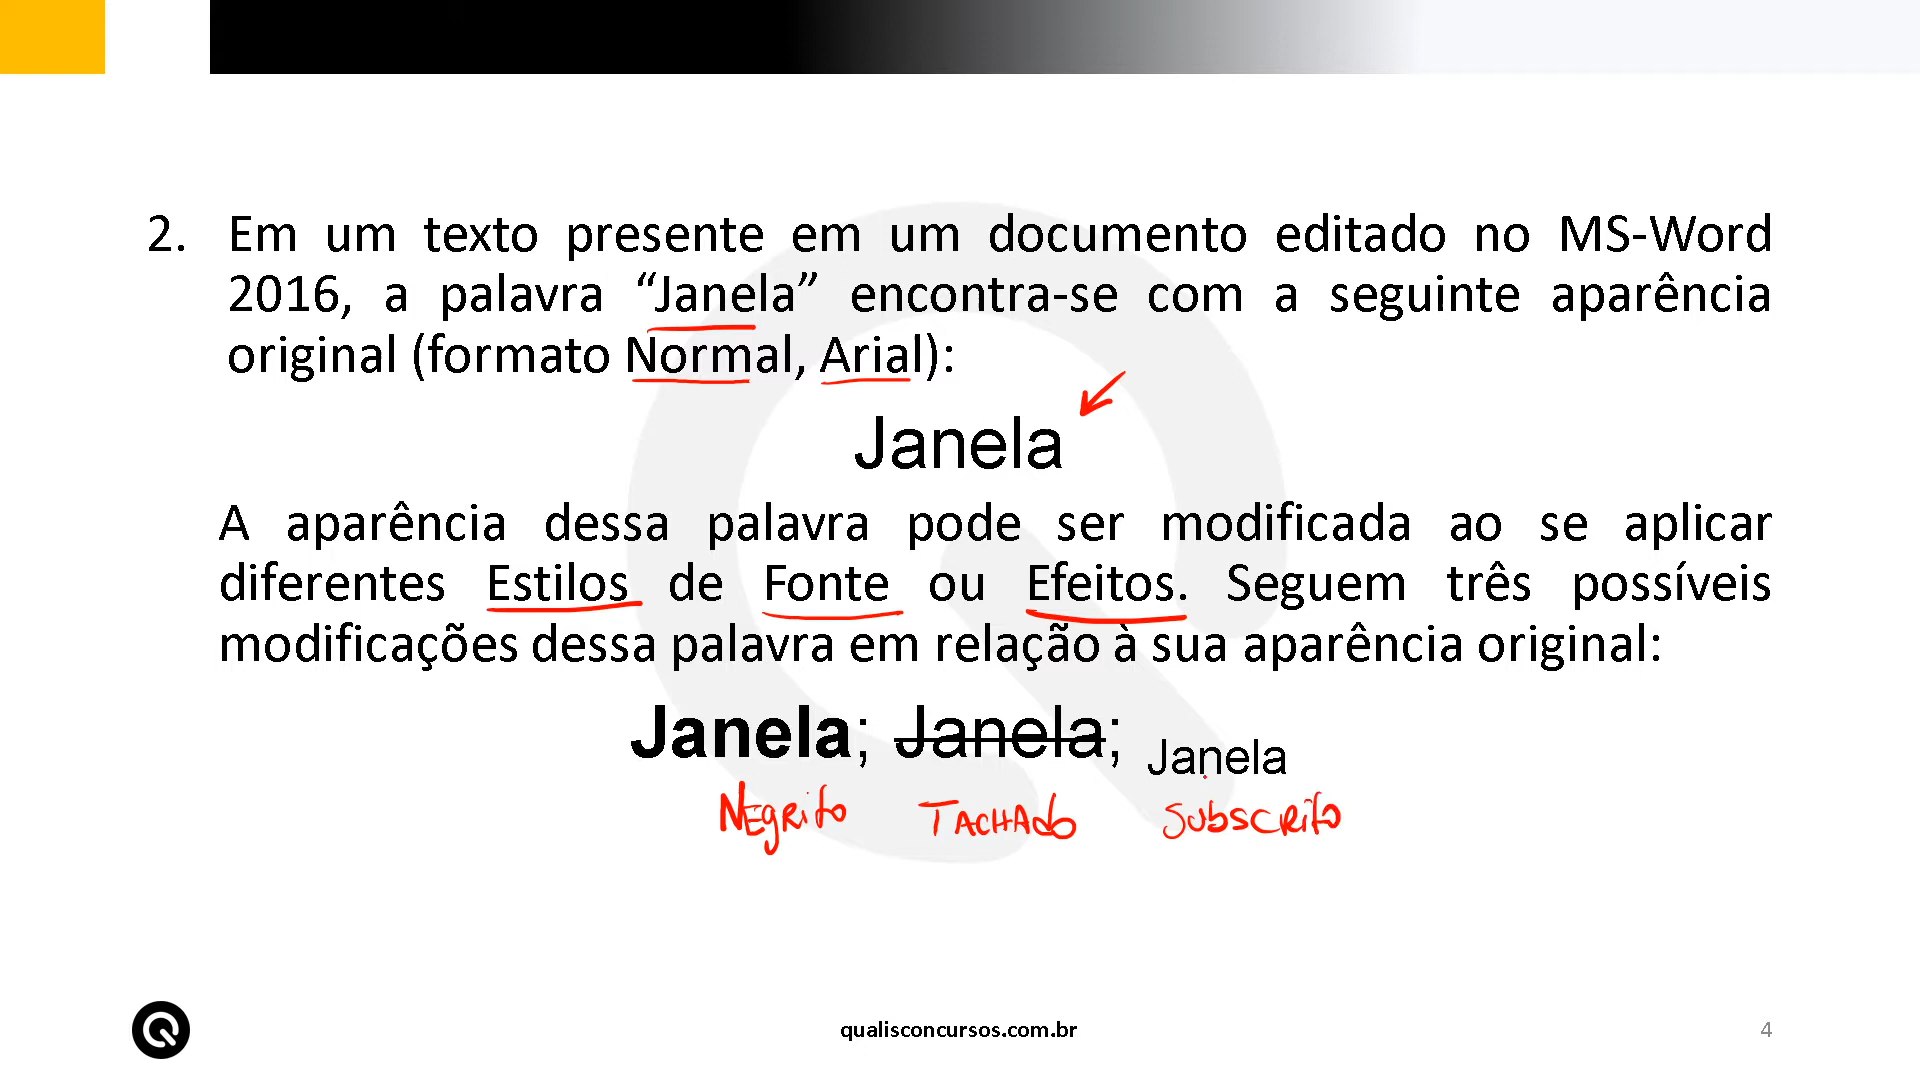 2. Em um texto presente em um documento editado no MS-Word
2016, a palavra “Janela” encontra-se com a seguinte aparência
original (formato Normal, Arial):
Janela
A aparência dessa palavra pode ser modificada ao se aplicar
diferentes Estilos de Fonte ou Efeitos. Seguem três possíveis
modificações dessa palavra em relação à sua aparência original:
Janela; Janela; Janela
NEgRito TACHAdo SubSCRito
qualisconcursos.com.br
4